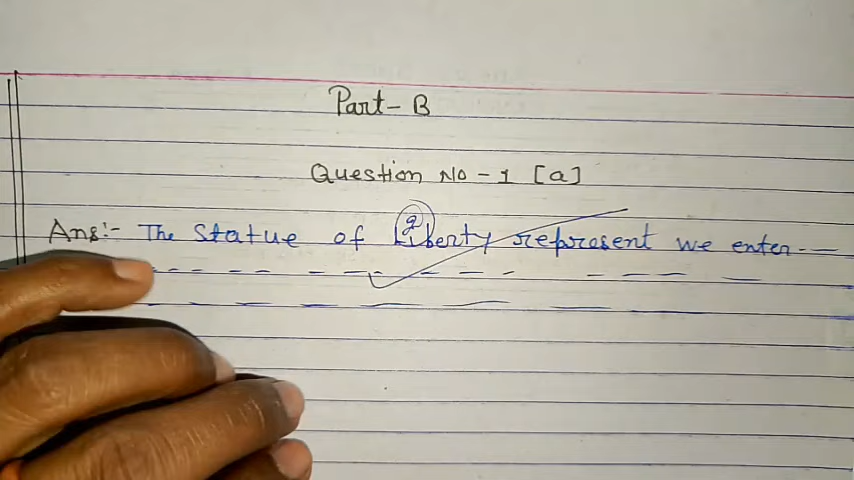 Part- B
Question No - 1 [a]
Ans:- The Statue of Liberty represent we enter